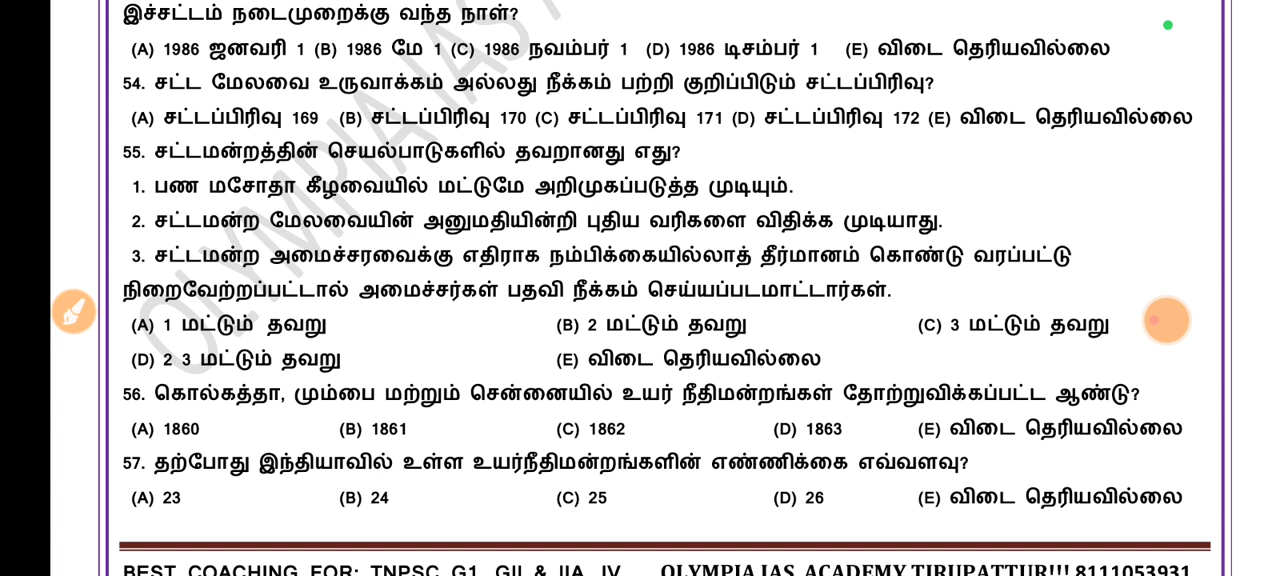 இச்சட்டம் நடைமுறைக்கு வந்த நாள்?
(A) 1986 ஜனவரி 1 (B) 1986 மே 1 (C) 1986 நவம்பர் 1 (D) 1986 டிசம்பர் 1 (E) விடை தெரியவில்லை
54. சட்ட மேலவை உருவாக்கம் அல்லது நீக்கம் பற்றி குறிப்பிடும் சட்டப்பிரிவு?
(A) சட்டப்பிரிவு 169 (B) சட்டப்பிரிவு 170 (C) சட்டப்பிரிவு 171 (D) சட்டப்பிரிவு 172 (E) விடை தெரியவில்லை
55. சட்டமன்றத்தின் செயல்பாடுகளில் தவறானது எது?
1. பண மசோதா கீழவையில் மட்டுமே அறிமுகப்படுத்த முடியும்.
2. சட்டமன்ற மேலவையின் அனுமதியின்றி புதிய வரிகளை விதிக்க முடியாது.
3. சட்டமன்ற அமைச்சரவைக்கு எதிராக நம்பிக்கையில்லாத் தீர்மானம் கொண்டு வரப்பட்டு
நிறைவேற்றப்பட்டால் அமைச்சர்கள் பதவி நீக்கம் செய்யப்படமாட்டார்கள்.
(A) 1 மட்டும் தவறு (B) 2 மட்டும் தவறு (C) 3 மட்டும் தவறு
(D) 2 3 மட்டும் தவறு (E) விடை தெரியவில்லை
56. கொல்கத்தா, மும்பை மற்றும் சென்னையில் உயர் நீதிமன்றங்கள் தோற்றுவிக்கப்பட்ட ஆண்டு?
(A) 1860 (B) 1861 (C) 1862 (D) 1863 (E) விடை தெரியவில்லை
57. தற்போது இந்தியாவில் உள்ள உயர்நீதிமன்றங்களின் எண்ணிக்கை எவ்வளவு?
(A) 23 (B) 24 (C) 25 (D) 26 (E) விடை தெரியவில்லை
BEST COACHING FOR: TNPSC G1, GII & IIA, IV OLYMPIA IAS ACADEMY TIRUPATTUR!!! 8111053931
OLYMPIA IAS